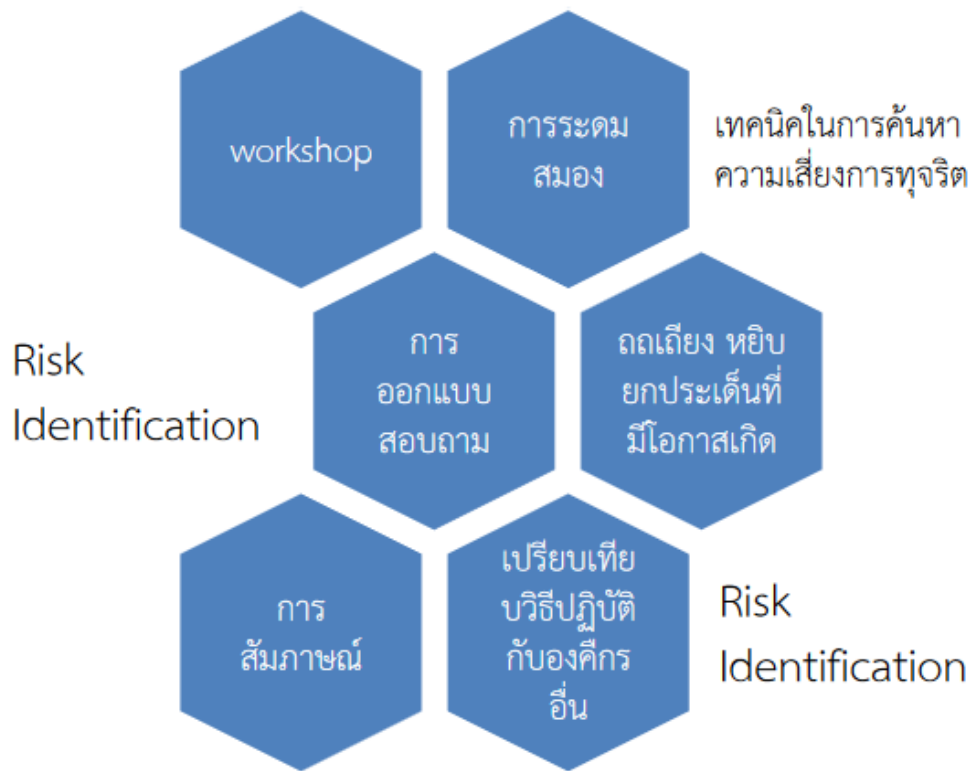 workshop
การระดม
สมอง
เทคนิคในการค้นหา
ความเสี่ยงการทุจริต
Risk
Identification
การ
ออกแบบ
สอบถาม
ถถเถียง หยิบ
ยกประเด็นที่
มีโอกาสเกิด
การ
สัมภาษณ์
เปรียบเทีย
บวิธีปฏิบัติ
กับองค์กร
อื่น
Risk
Identification